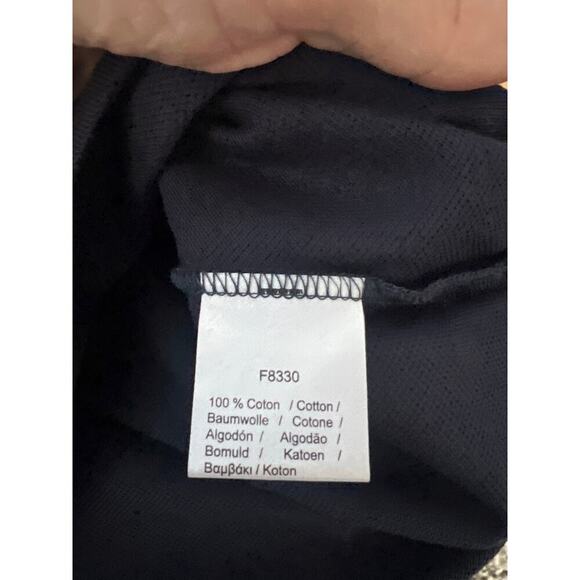 F8330
100 % Coton / Cotton /
Baumwolle / Cotone /
Algodón / Algodão /
Bomuld / Katoen /
Βαμβάκι / Koton